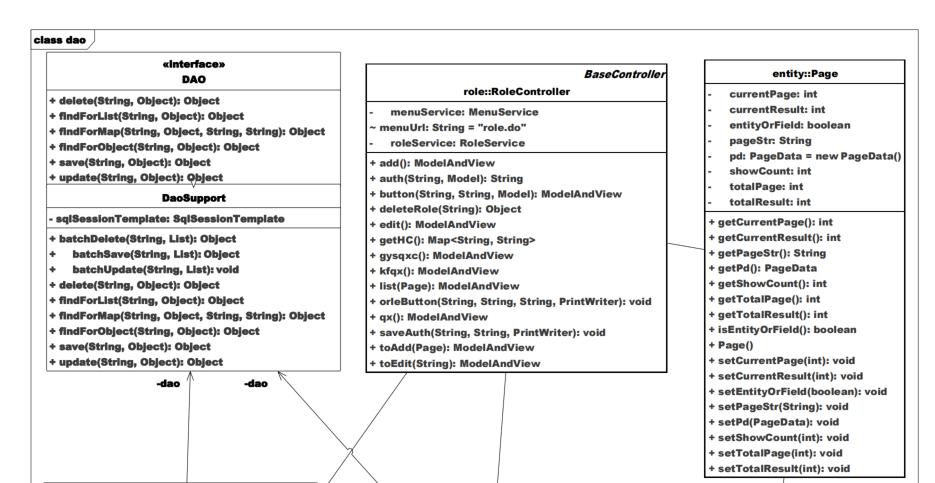 class dao
«interface»
DAO
+ delete(String, Object): Object
+ findForList(String, Object): Object
+ findForMap(String, Object, String, String): Object
+ findForObject(String, Object): Object
+ save(String, Object): Object
+ update(String, Object): Object
DaoSupport
- sqlSessionTemplate: SqlSessionTemplate
+ batchDelete(String, List): Object
+ batchSave(String, List): Object
+ batchUpdate(String, List): void
+ delete(String, Object): Object
+ findForList(String, Object): Object
+ findForMap(String, Object, String, String): Object
+ findForObject(String, Object): Object
+ save(String, Object): Object
+ update(String, Object): Object
-dao
-dao
BaseController
role::RoleController
- menuService: MenuService
~ menuUrl: String = "role.do"
- roleService: RoleService
+ add(): ModelAndView
+ auth(String, Model): String
+ button(String, String, Model): ModelAndView
+ deleteRole(String): Object
+ edit(): ModelAndView
+ getHC(): Map<String, String>
+ gysqxc(): ModelAndView
+ kfqx(): ModelAndView
+ list(Page): ModelAndView
+ orleButton(String, String, String, PrintWriter): void
+ qx(): ModelAndView
+ saveAuth(String, String, PrintWriter): void
+ toAdd(Page): ModelAndView
+ toEdit(String): ModelAndView
entity::Page
- currentPage: int
- currentResult: int
- entityOrField: boolean
- pageStr: String
- pd: PageData = new PageData()
- showCount: int
- totalPage: int
- totalResult: int
+ getCurrentPage(): int
+ getCurrentResult(): int
+ getPageStr(): String
+ getPd(): PageData
+ getShowCount(): int
+ getTotalPage(): int
+ getTotalResult(): int
+ isEntityOrField(): boolean
+ Page()
+ setCurrentPage(int): void
+ setCurrentResult(int): void
+ setEntityOrField(boolean): void
+ setPageStr(String): void
+ setPd(PageData): void
+ setShowCount(int): void
+ setTotalPage(int): void
+ setTotalResult(int): void